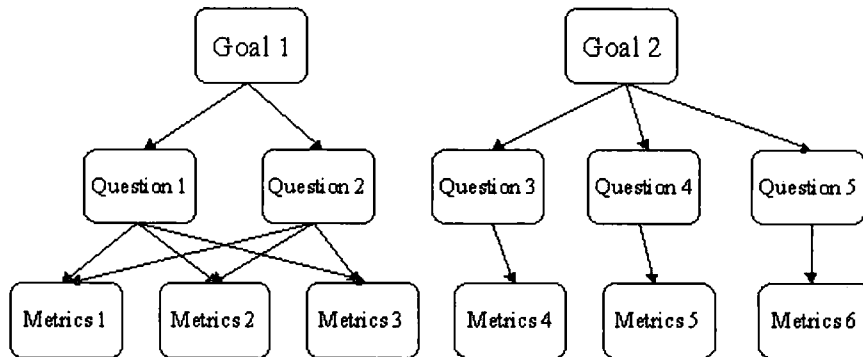 Goal 1
Goal 2
Question 1
Question 2
Question 3
Question 4
Question 5
Metrics 1
Metrics 2
Metrics 3
Metrics 4
Metrics 5
Metrics 6